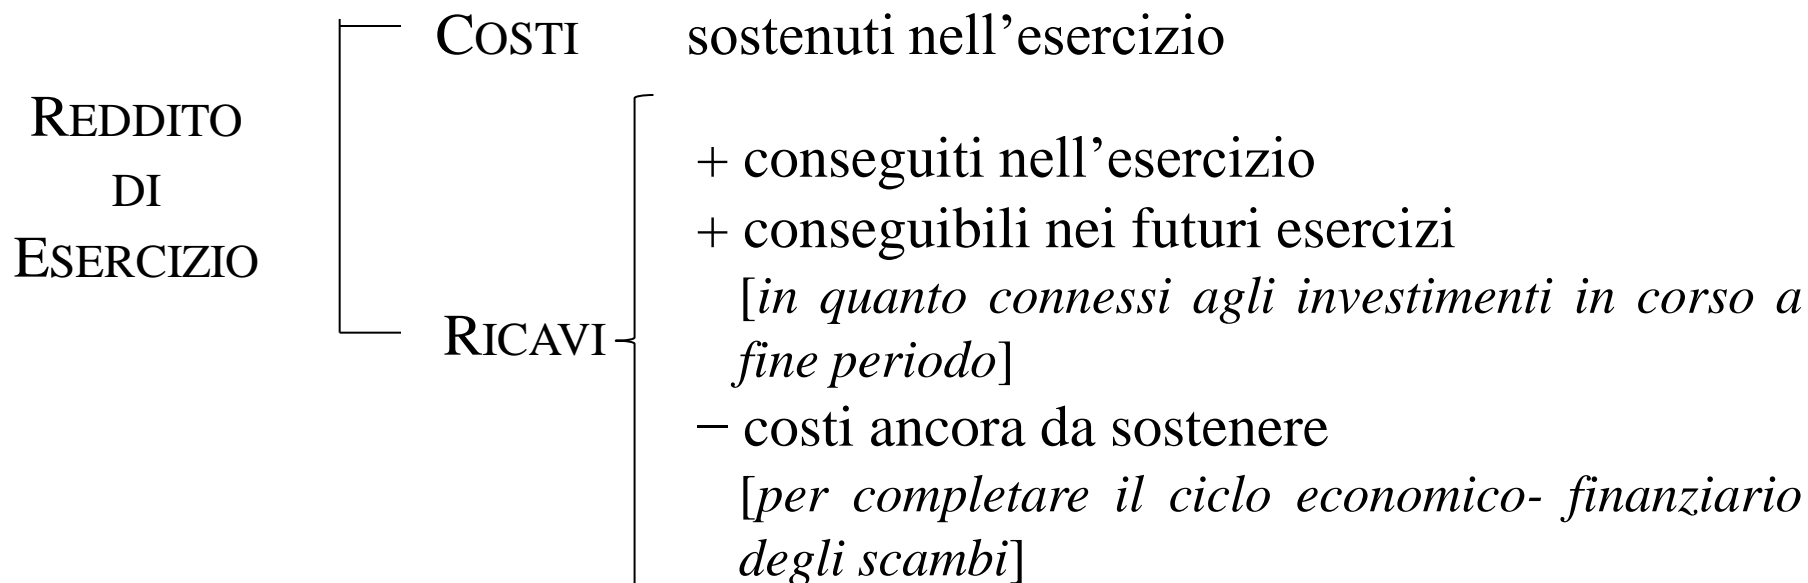 COSTI sostenuti nell’esercizio
REDDITO
DI
ESERCIZIO
RICAVI
+ conseguiti nell’esercizio
+ conseguibili nei futuri esercizi
[in quanto connessi agli investimenti in corso a
fine periodo]
− costi ancora da sostenere
[per completare il ciclo economico- finanziario
degli scambi]